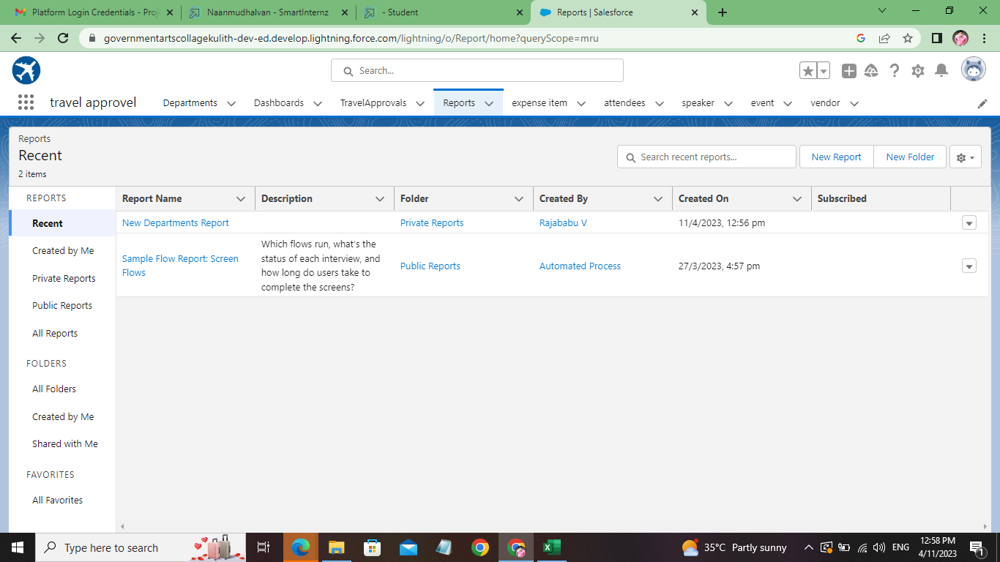 Platform Login Credentials - Proj
Naanmudhalvan - SmartInternz
- Student
Reports | Salesforce
governmentartscollagekulith-dev-ed.develop.lightning.force.com/lightning/o/Report/home?queryScope=mru
Search...
travel approvel
Departments
Dashboards
TravelApprovals
Reports
expense item
attendees
speaker
event
vendor
Reports
Recent
2 items
Search recent reports...
New Report
New Folder
REPORTS
Recent
Created by Me
Private Reports
Public Reports
All Reports
FOLDERS
All Folders
Created by Me
Shared with Me
FAVORITES
All Favorites
Report Name
Description
Folder
Created By
Created On
Subscribed
New Departments Report
Private Reports
Rajababu V
11/4/2023, 12:56 pm
Sample Flow Report: Screen
Flows
Which flows run, what's the
status of each interview, and
how long do users take to
complete the screens?
Public Reports
Automated Process
27/3/2023, 4:57 pm
Type here to search
35°C Partly sunny
ENG
12:58 PM
4/11/2023
1